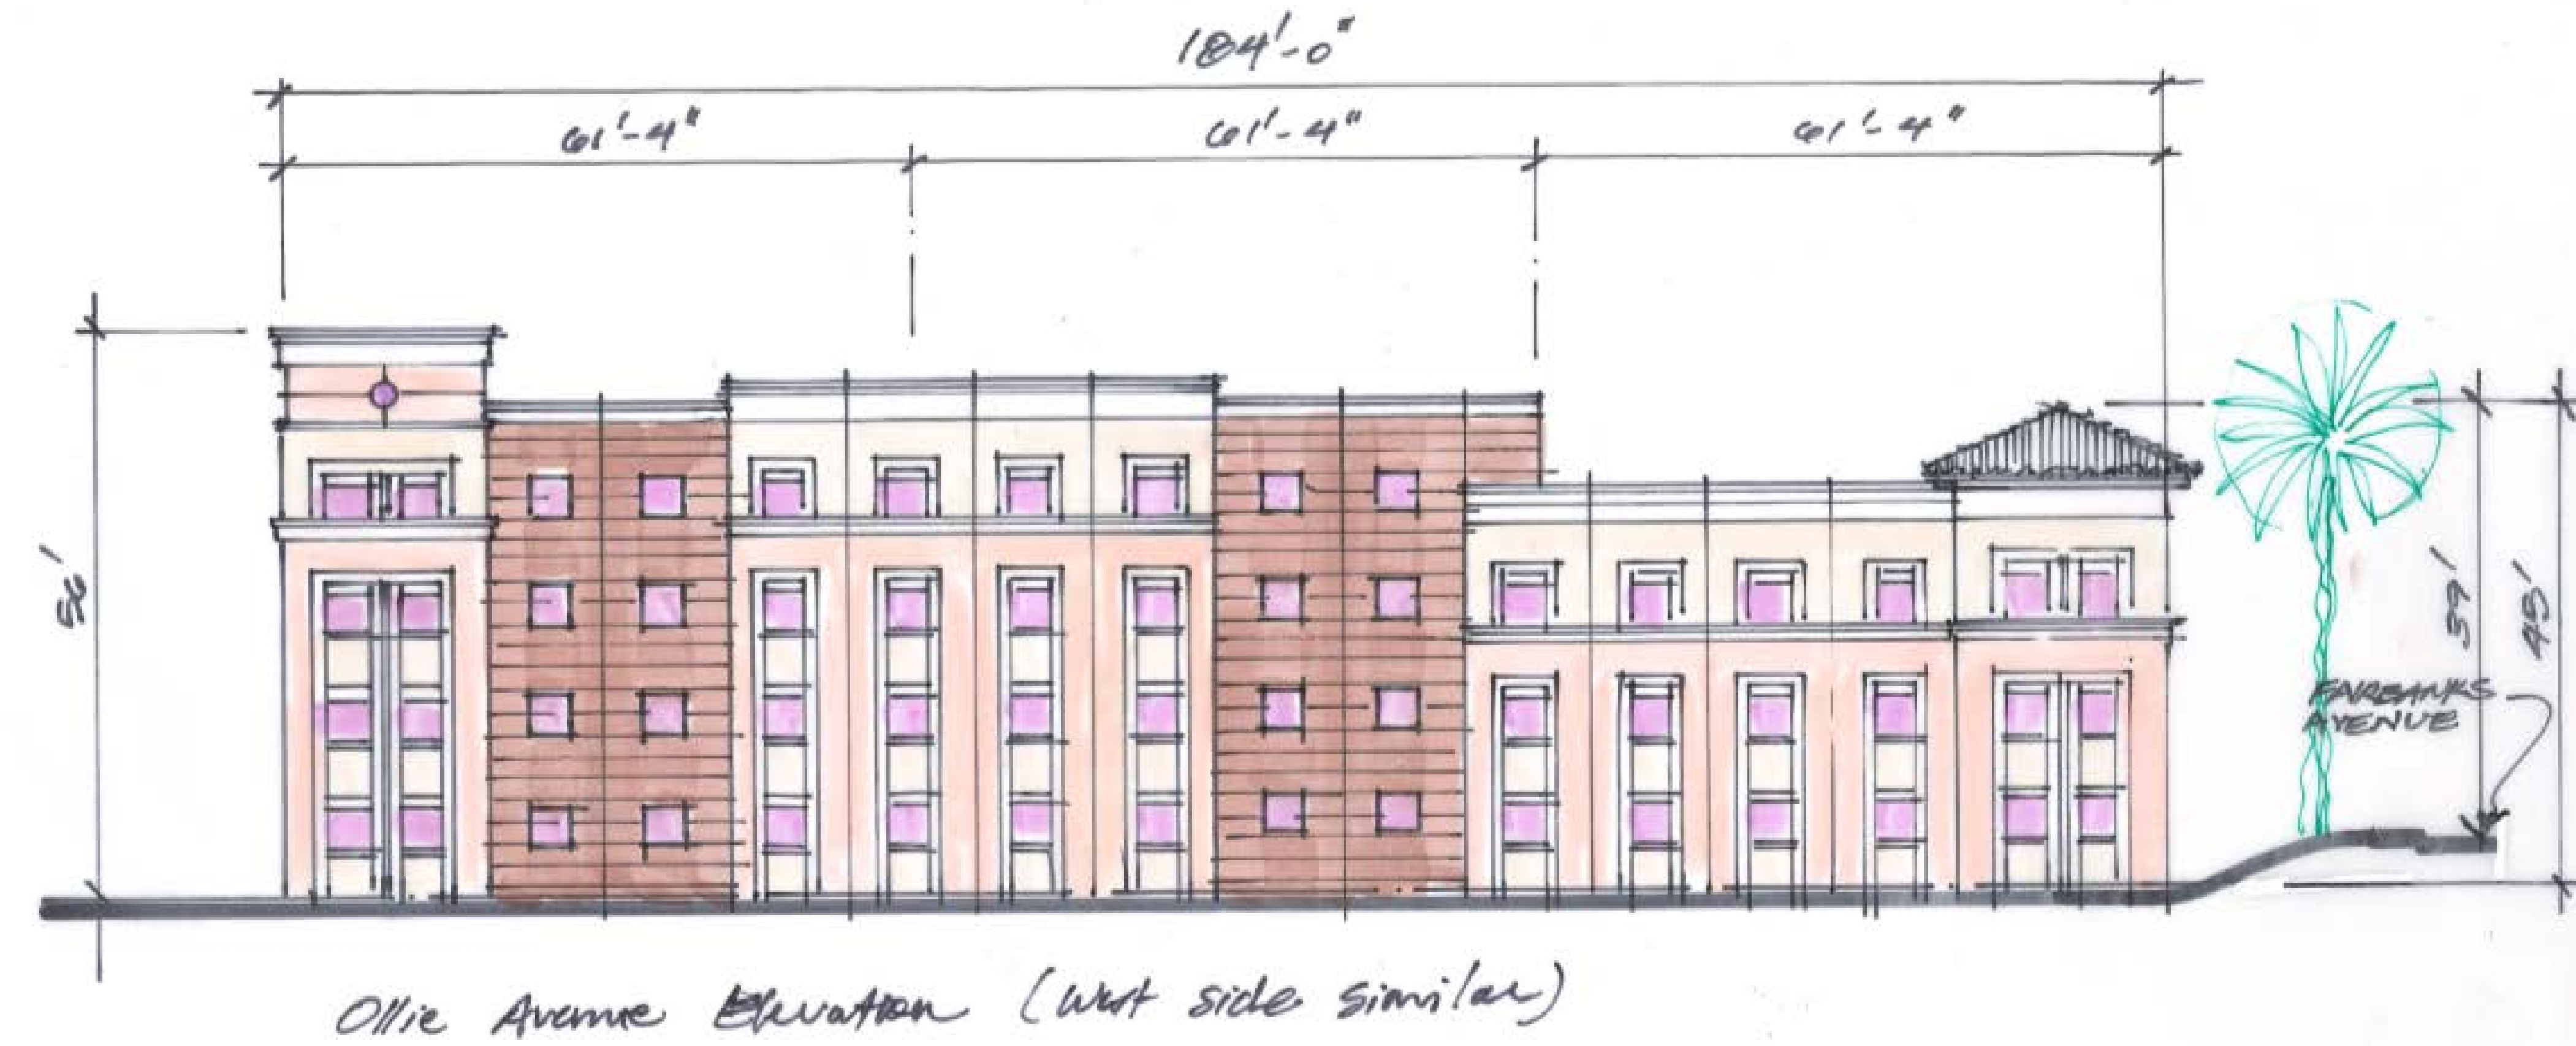 184'-0"
61'-4" 61'-4" 61'-4"
56'
39'
45'
FAIRBANKS
AVENUE
Ollie Avenue Elevation (West side similar)